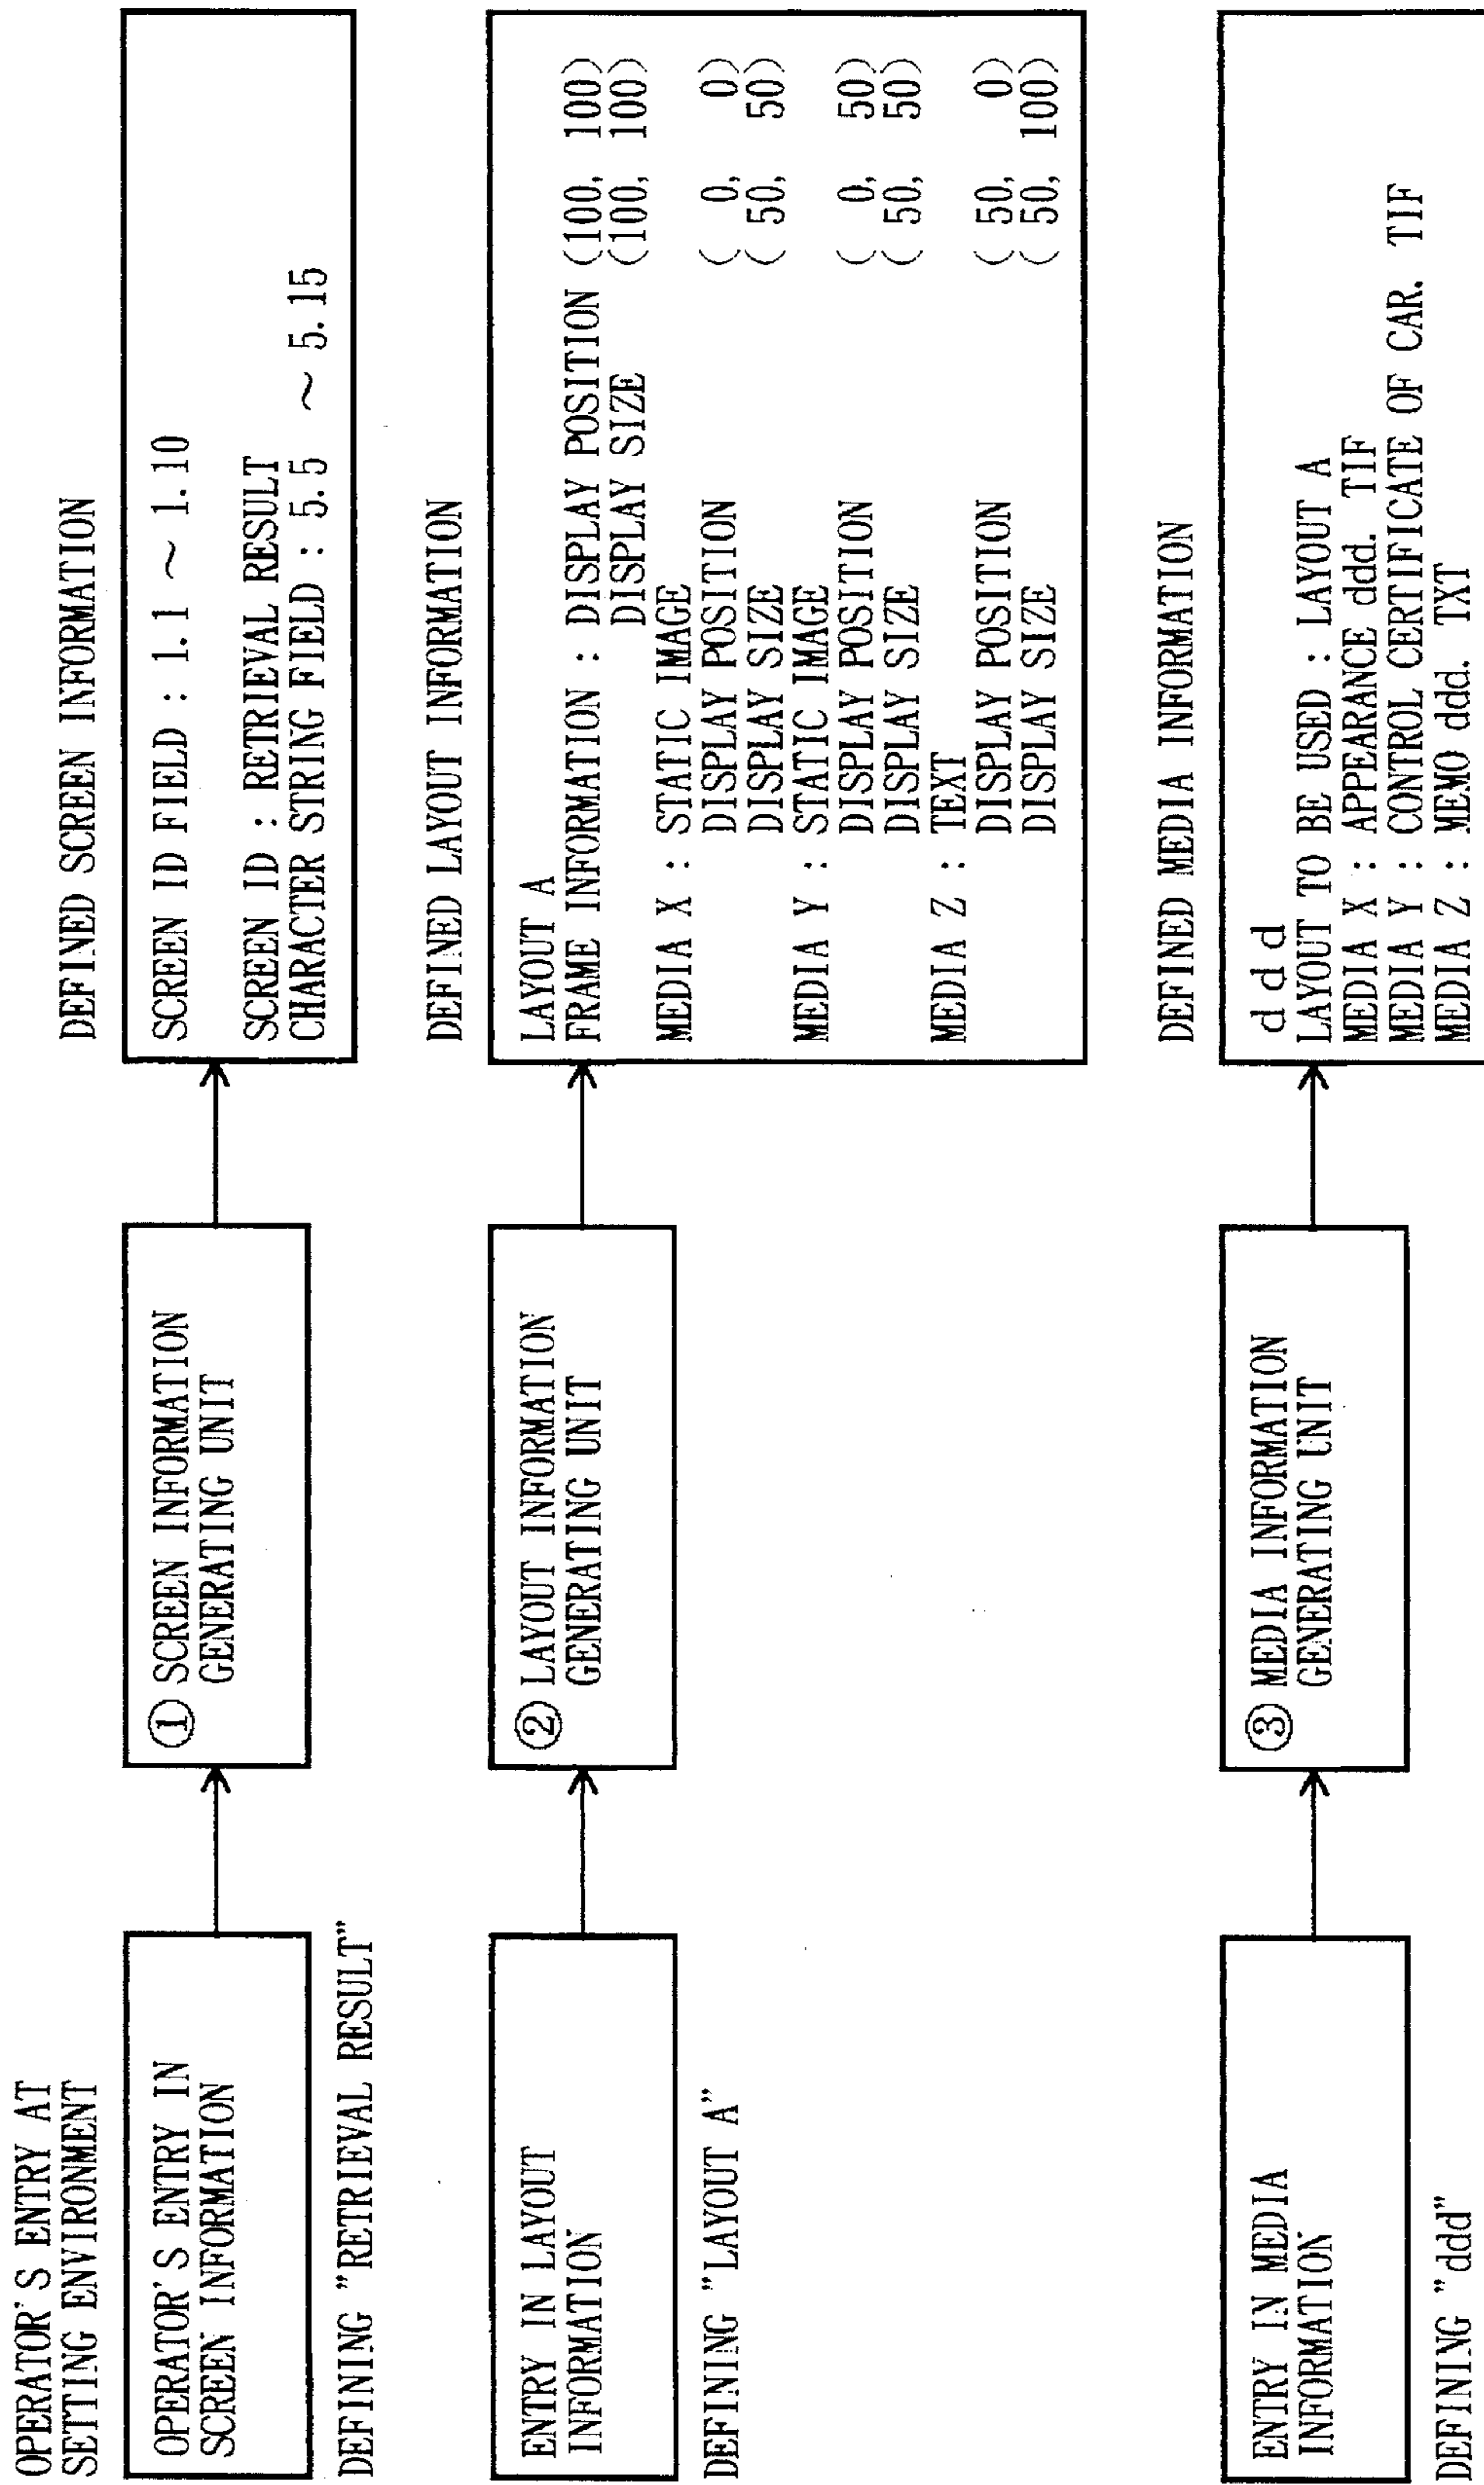 OPERATOR'S ENTRY AT
SETTING ENVIRONMENT
OPERATOR'S ENTRY IN
SCREEN INFORMATION
DEFINING "RETRIEVAL RESULT"
① SCREEN INFORMATION
GENERATING UNIT
DEFINED SCREEN INFORMATION
SCREEN ID FIELD : 1.1 ~ 1.10
SCREEN ID : RETRIEVAL RESULT
CHARACTER STRING FIELD : 5.5 ~ 5.15
ENTRY IN LAYOUT
INFORMATION
DEFINING "LAYOUT A"
② LAYOUT INFORMATION
GENERATING UNIT
DEFINED LAYOUT INFORMATION
LAYOUT A
FRAME INFORMATION : DISPLAY POSITION (100, 100)
DISPLAY SIZE (100, 100)
MEDIA X : STATIC IMAGE
DISPLAY POSITION ( 0, 0)
DISPLAY SIZE ( 50, 50)
MEDIA Y : STATIC IMAGE
DISPLAY POSITION ( 0, 50)
DISPLAY SIZE ( 50, 50)
MEDIA Z : TEXT
DISPLAY POSITION ( 50, 0)
DISPLAY SIZE ( 50, 100)
ENTRY IN MEDIA
INFORMATION
DEFINING "ddd"
③ MEDIA INFORMATION
GENERATING UNIT
DEFINED MEDIA INFORMATION
d d d
LAYOUT TO BE USED : LAYOUT A
MEDIA X : APPEARANCE ddd. TIF
MEDIA Y : CONTROL CERTIFICATE OF CAR. TIF
MEDIA Z : MEMO ddd. TXT